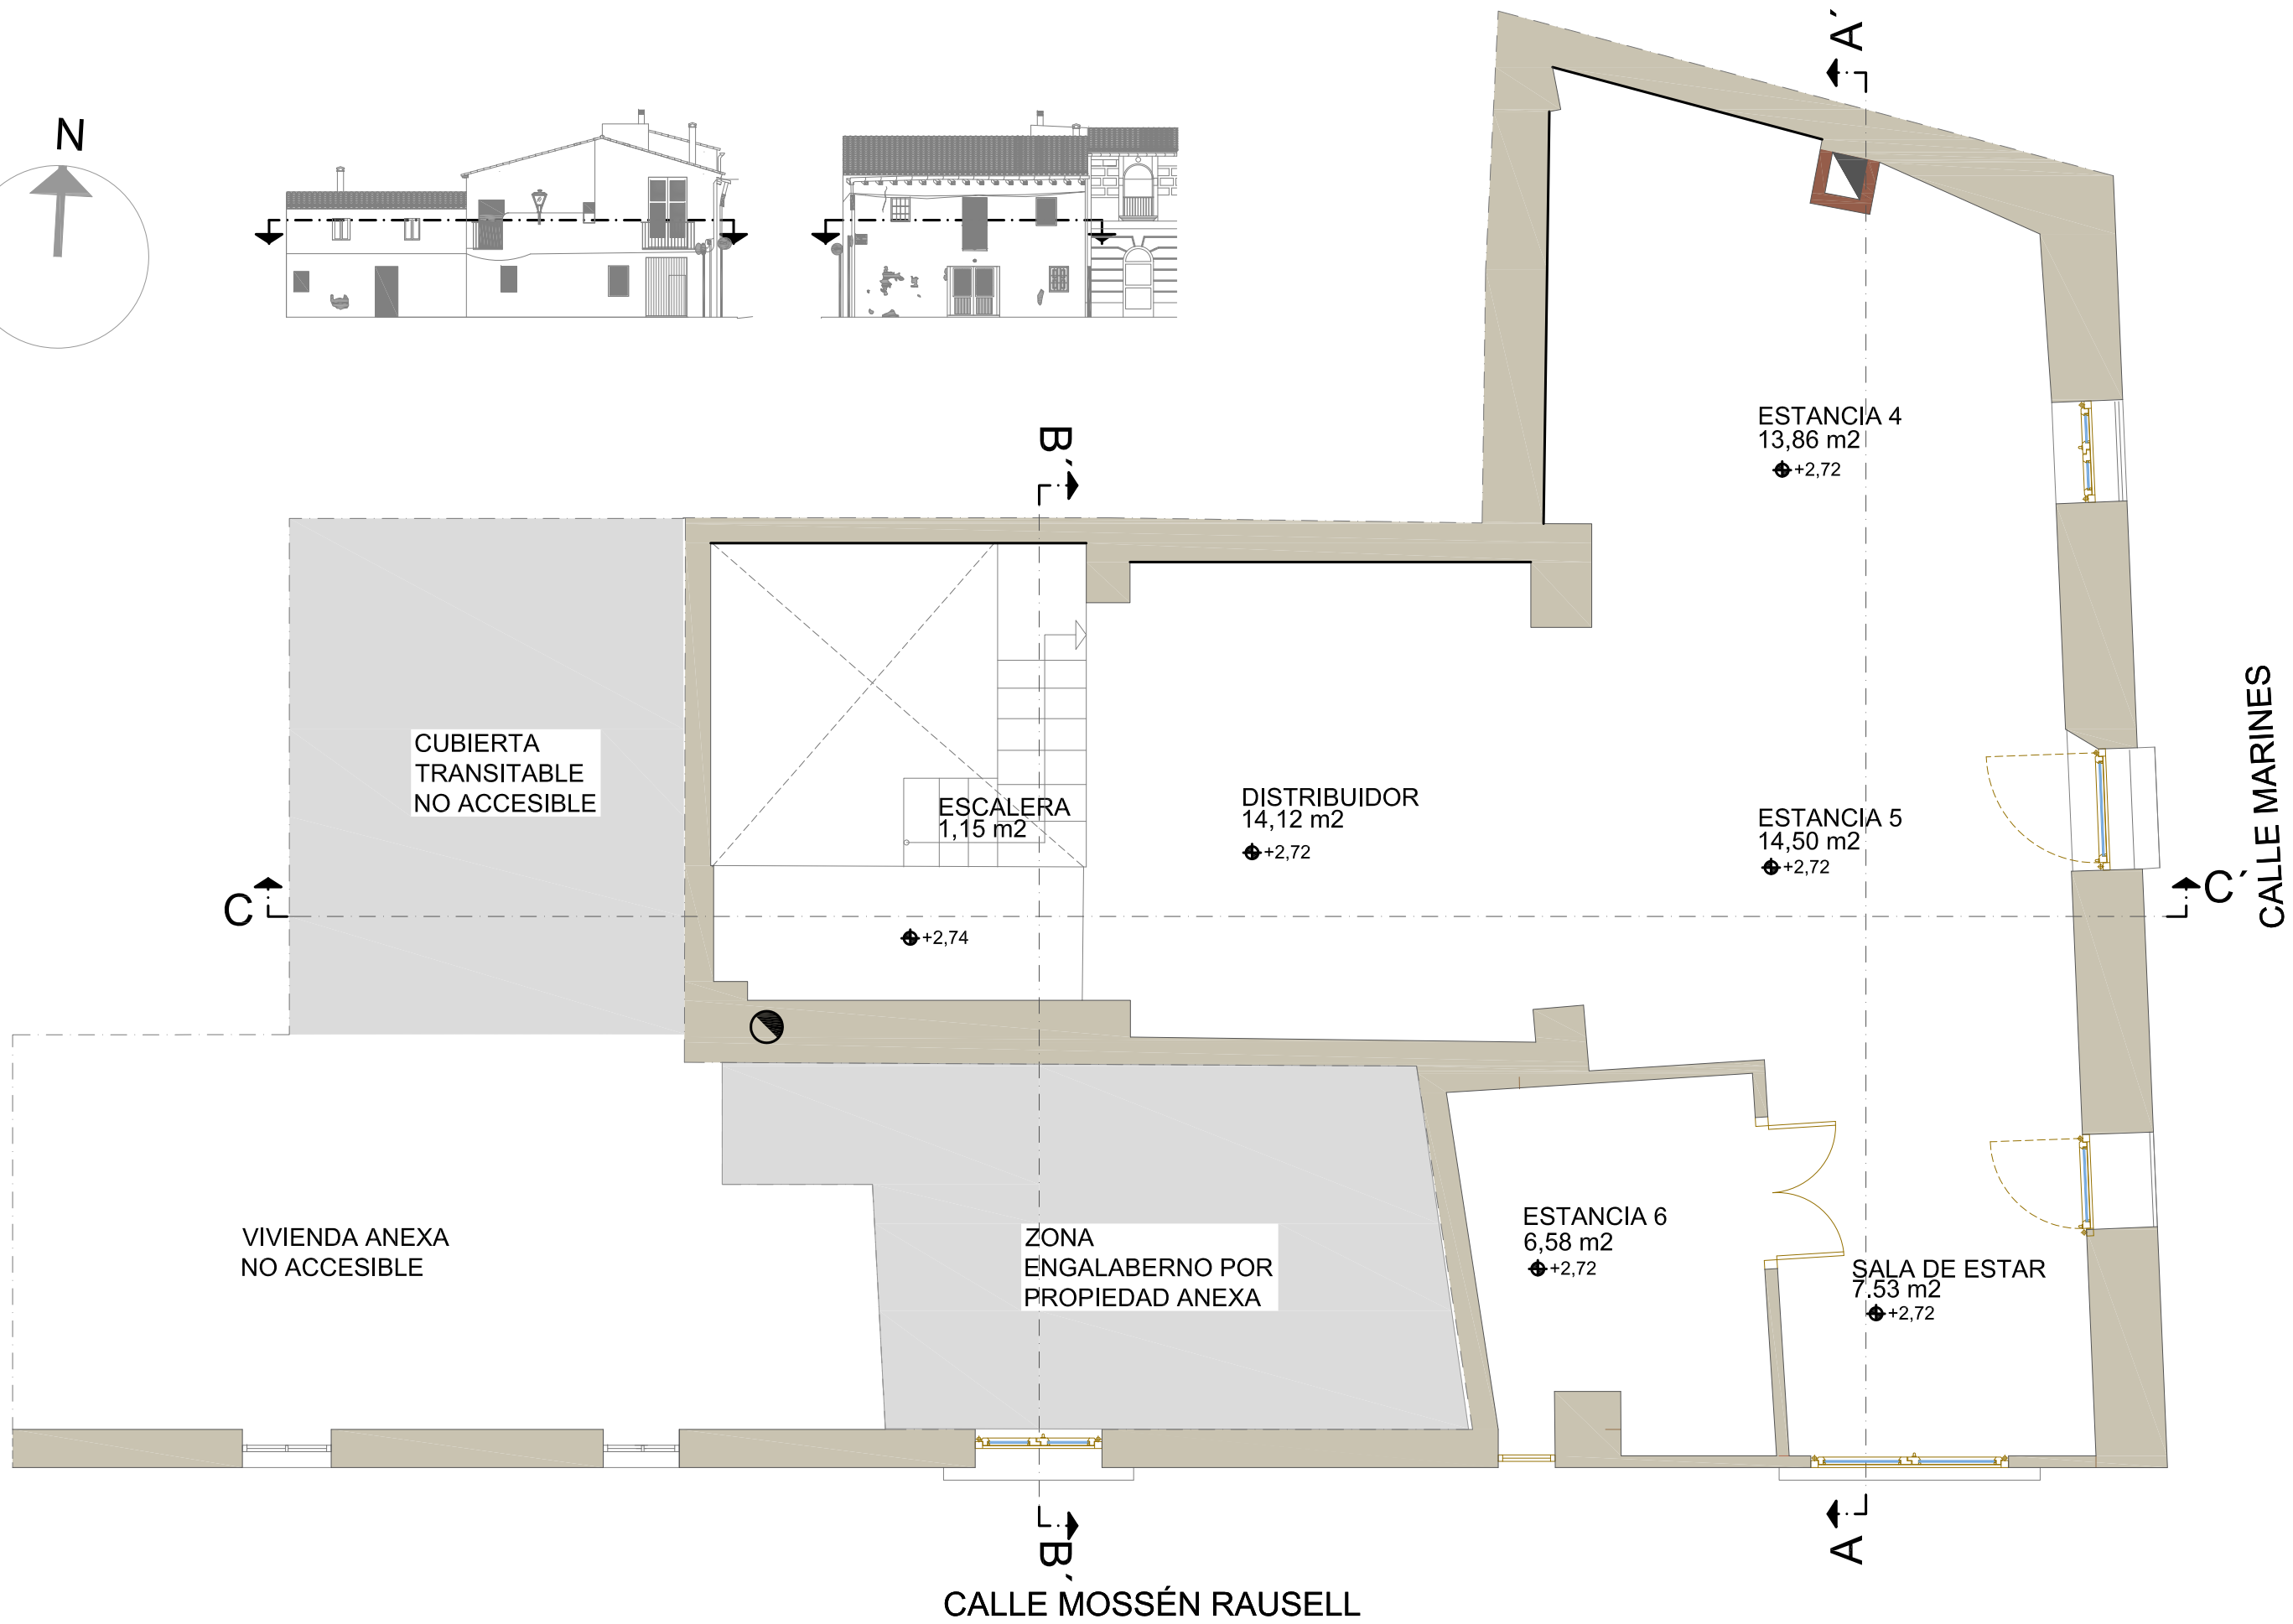 N
A´
B´
ESTANCIA 4
13,86 m2
+2,72
CUBIERTA
TRANSITABLE
NO ACCESIBLE
ESCALERA
1,15 m2
DISTRIBUIDOR
14,12 m2
+2,72
ESTANCIA 5
14,50 m2
+2,72
CALLE MARINES
C
C´
+2,74
VIVIENDA ANEXA
NO ACCESIBLE
ZONA
ENGALABERNO POR
PROPIEDAD ANEXA
ESTANCIA 6
6,58 m2
+2,72
SALA DE ESTAR
7.53 m2
+2,72
B´
A
CALLE MOSSÉN RAUSELL